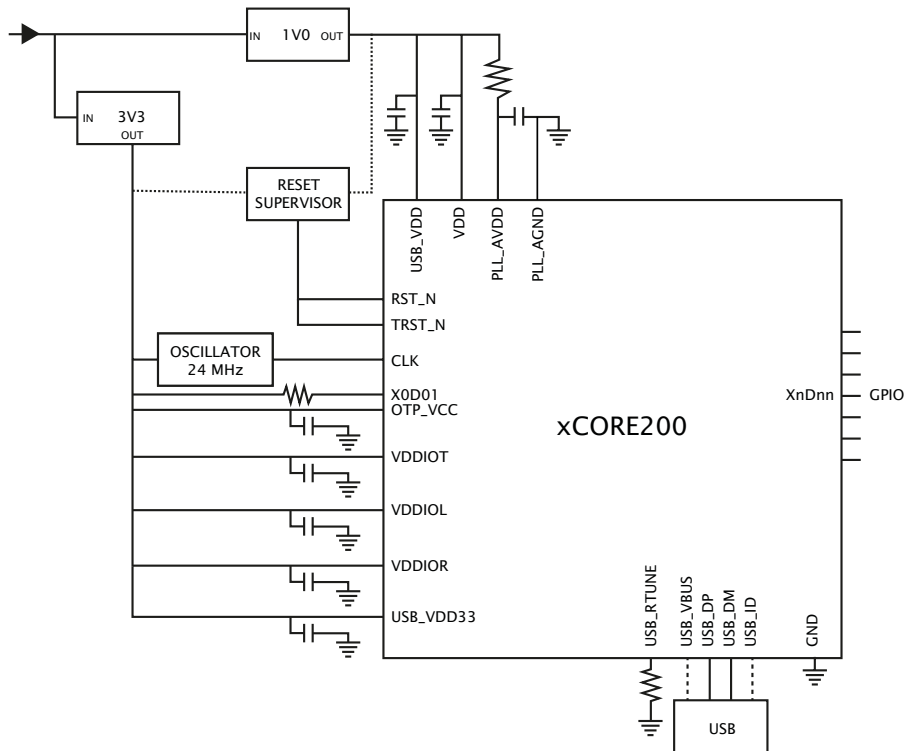 IN 1V0 OUT
IN 3V3
OUT
RESET
SUPERVISOR
USB_VDD
VDD
PLL_AVDD
PLL_AGND
RST_N
TRST_N
OSCILLATOR
24 MHz
CLK
X0D01
OTP_VCC
XnDnn
GPIO
xCORE200
VDDIOT
VDDIOL
VDDIOR
USB_VDD33
USB_RTUNE
USB_VBUS
USB_DP
USB_DM
USB_ID
GND
USB